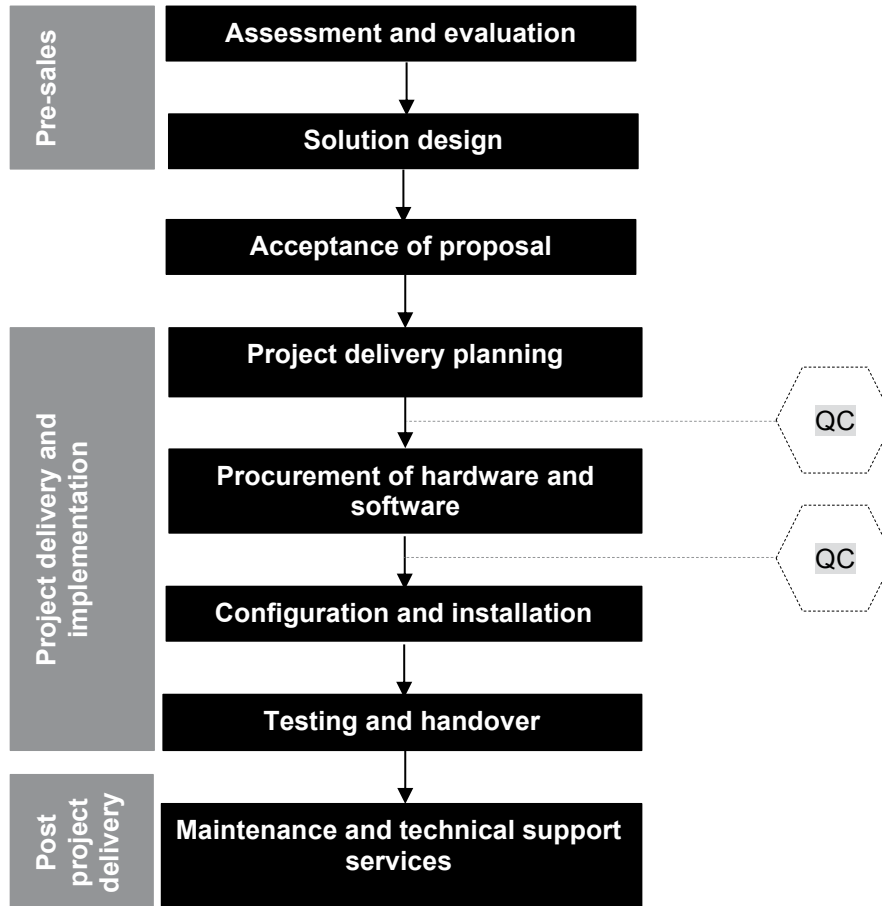 Pre-sales
Assessment and evaluation
Solution design
Acceptance of proposal
Project delivery and
implementation
Project delivery planning
QC
Procurement of hardware and
software
QC
Configuration and installation
Testing and handover
Post
project
delivery
Maintenance and technical support
services